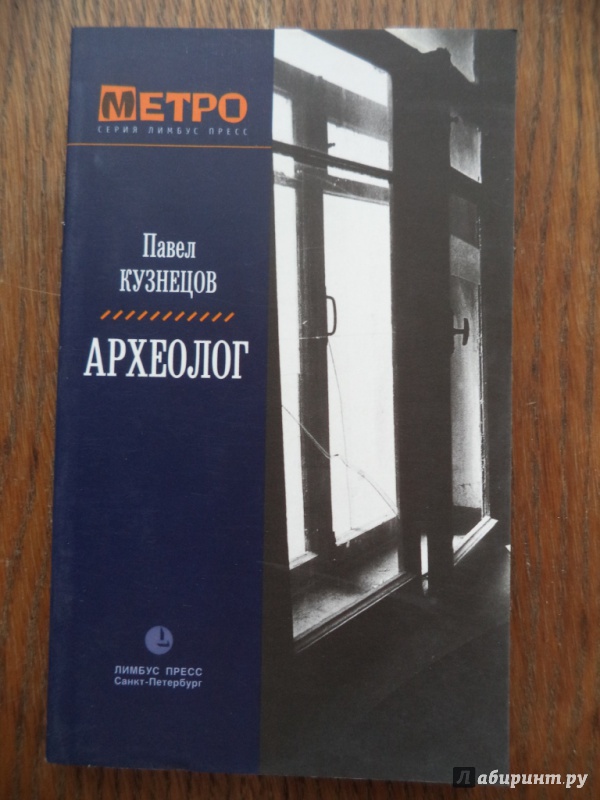 МЕТРО
СЕРИЯ ЛИМБУС ПРЕСС
Павел
КУЗНЕЦОВ
АРХЕОЛОГ
ЛИМБУС ПРЕСС
Санкт-Петербург
Лабиринт.ру